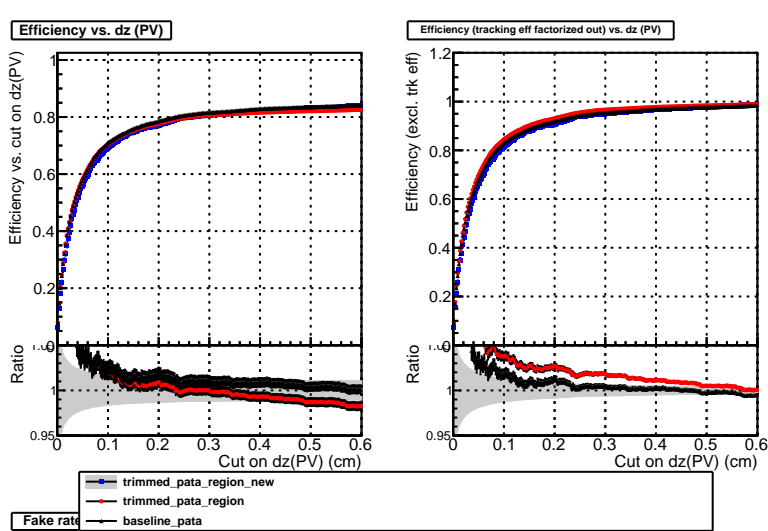 Efficiency vs. dz (PV)
Efficiency vs. cut on dz(PV)
1
0.8
0.6
0.4
0.2
Ratio
1
0.95
0 0.1 0.2 0.3 0.4 0.5 0.6
Cut on dz(PV) (cm)
Efficiency (tracking eff factorized out) vs. dz (PV)
Efficiency (excl. trk eff)
1.2
1
0.8
0.6
0.4
0.2
Ratio
1
0.95
0 0.1 0.2 0.3 0.4 0.5 0.6
Cut on dz(PV) (cm)
trimmed_pata_region_new
trimmed_pata_region
baseline_pata
Fake rate